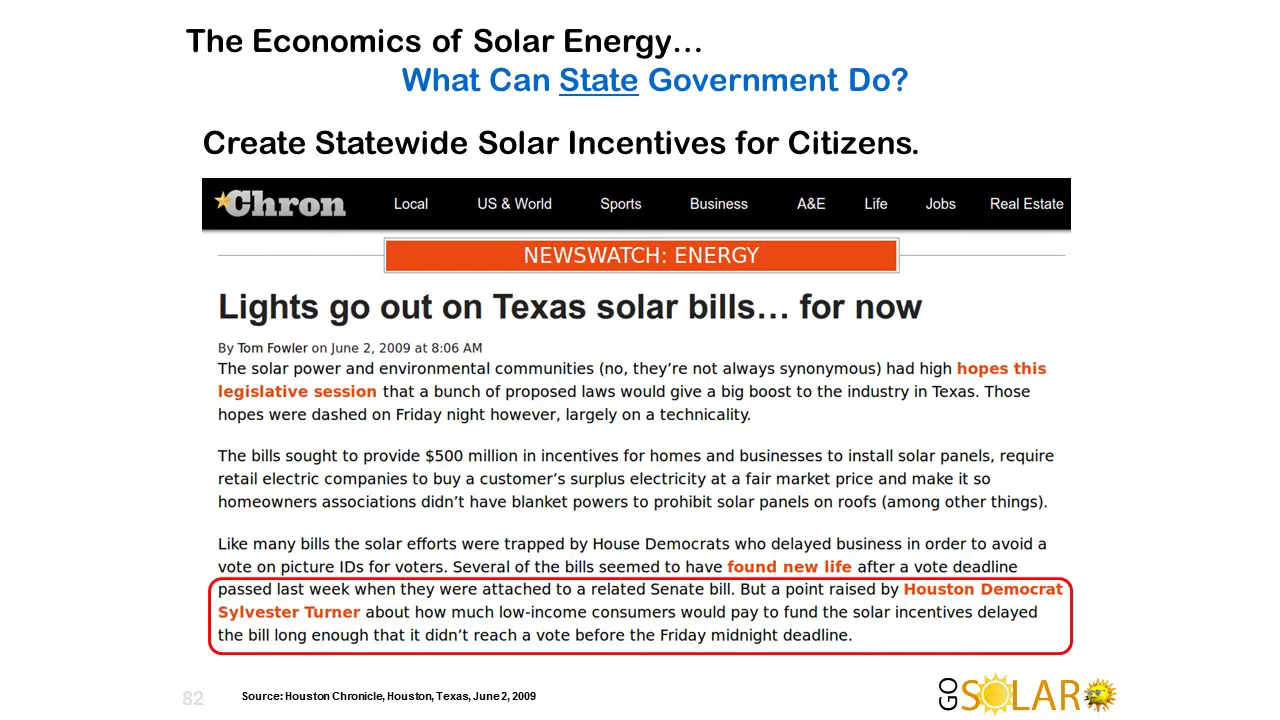 The Economics of Solar Energy…
What Can State Government Do?
Create Statewide Solar Incentives for Citizens.
Chron Local US & World Sports Business A&E Life Jobs Real Estate
NEWSWATCH: ENERGY
Lights go out on Texas solar bills… for now
By Tom Fowler on June 2, 2009 at 8:06 AM
The solar power and environmental communities (no, they’re not always synonymous) had high hopes this
legislative session that a bunch of proposed laws would give a big boost to the industry in Texas. Those
hopes were dashed on Friday night however, largely on a technicality.
The bills sought to provide $500 million in incentives for homes and businesses to install solar panels, require
retail electric companies to buy a customer’s surplus electricity at a fair market price and make it so
homeowners associations didn’t have blanket powers to prohibit solar panels on roofs (among other things).
Like many bills the solar efforts were trapped by House Democrats who delayed business in order to avoid a
vote on picture IDs for voters. Several of the bills seemed to have found new life after a vote deadline
passed last week when they were attached to a related Senate bill. But a point raised by Houston Democrat
Sylvester Turner about how much low-income consumers would pay to fund the solar incentives delayed
the bill long enough that it didn’t reach a vote before the Friday midnight deadline.
82
Source: Houston Chronicle, Houston, Texas, June 2, 2009
GO SOLAR